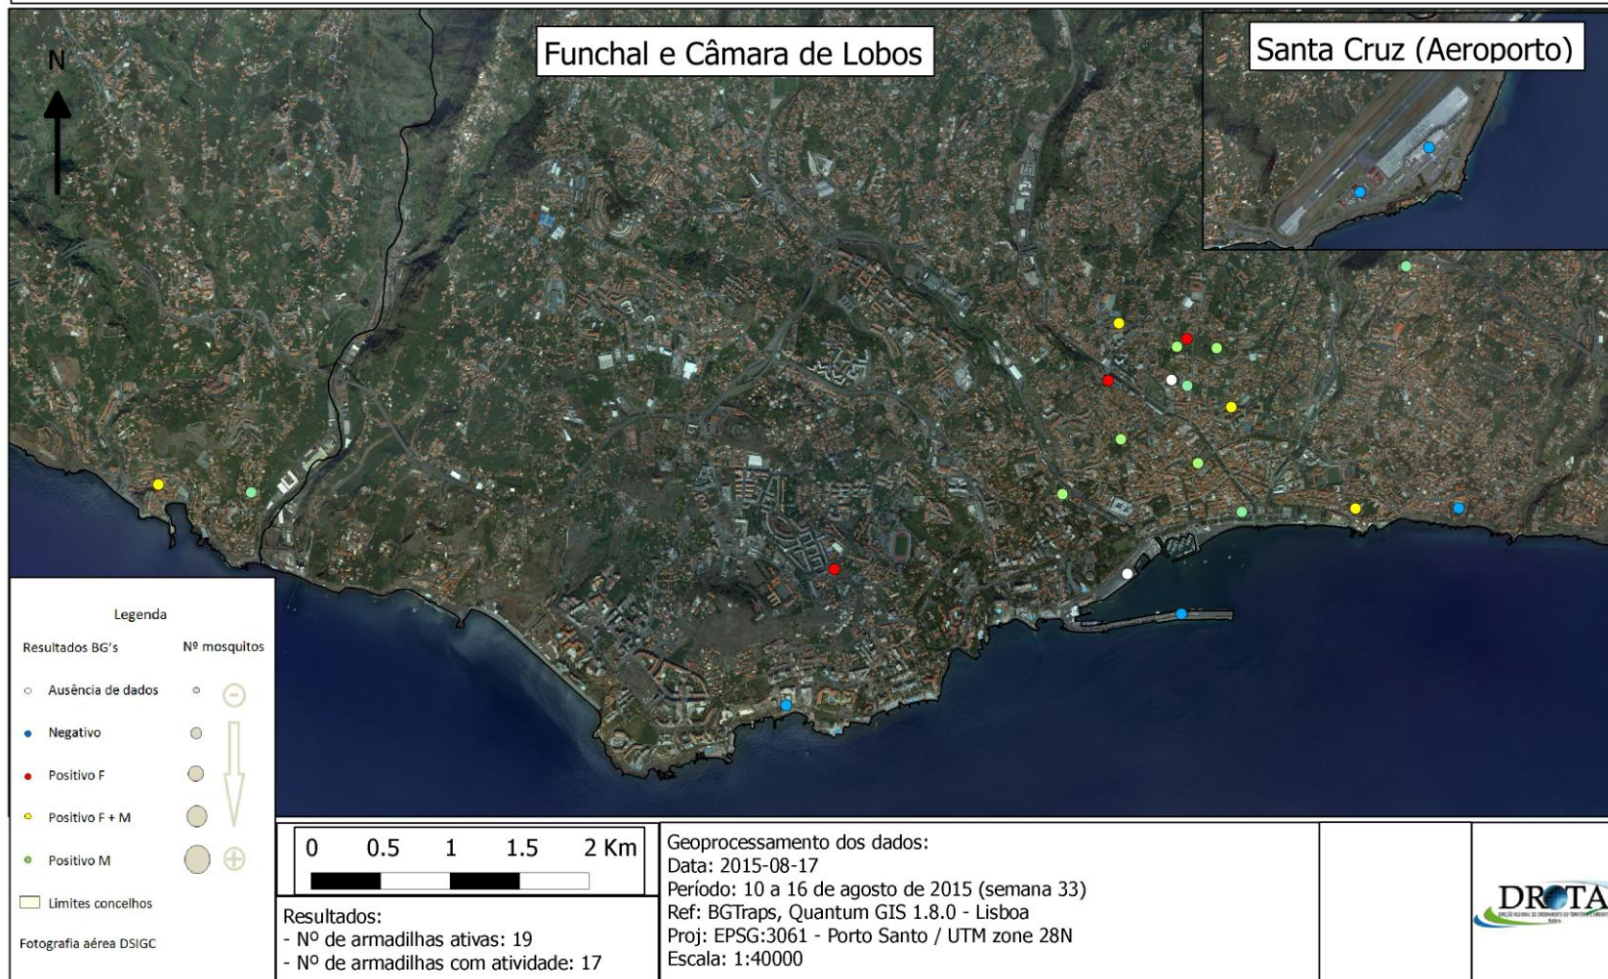 Funchal e Câmara de Lobos
Santa Cruz (Aeroporto)
N
Legenda
Resultados BG's Nº mosquitos
Ausência de dados
Negativo
Positivo F
Positivo F + M
Positivo M
Limites concelhos
Fotografia aérea DSIGC
0 0.5 1 1.5 2 Km
Resultados:
- Nº de armadilhas ativas: 19
- Nº de armadilhas com atividade: 17
Geoprocessamento dos dados:
Data: 2015-08-17
Período: 10 a 16 de agosto de 2015 (semana 33)
Ref: BGTraps, Quantum GIS 1.8.0 - Lisboa
Proj: EPSG:3061 - Porto Santo / UTM zone 28N
Escala: 1:40000
DROTA